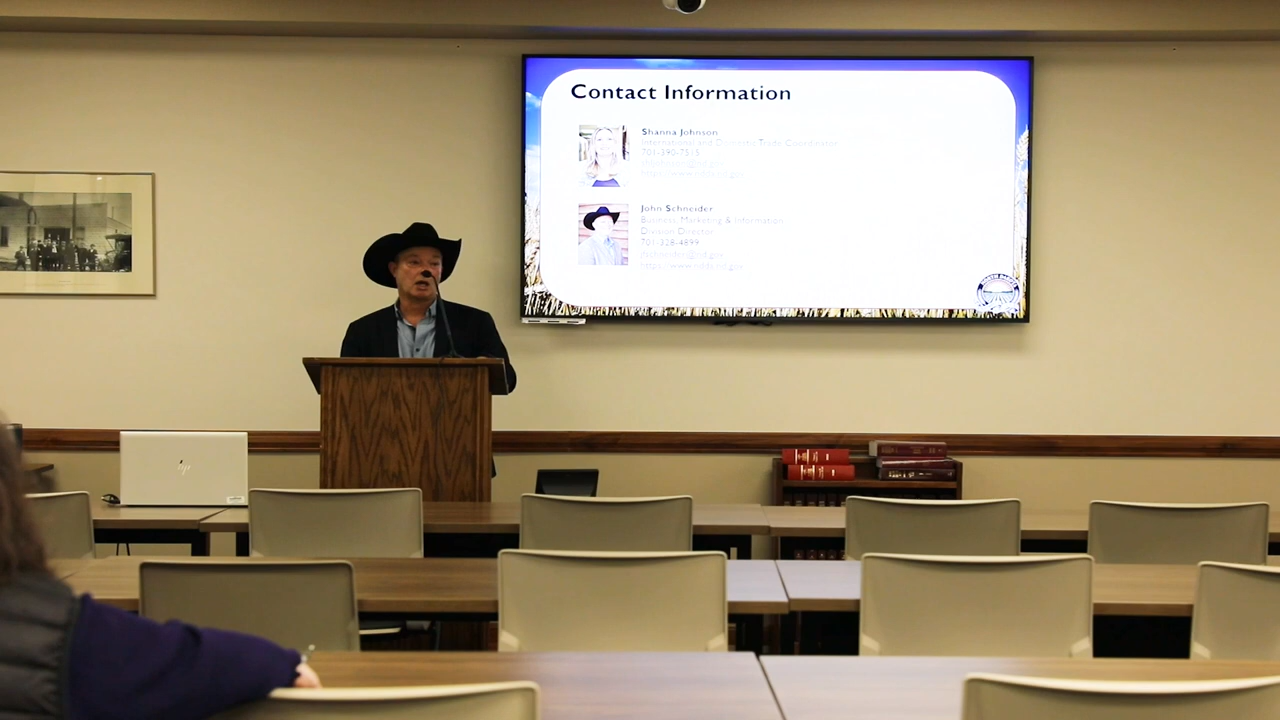 Contact Information
Shanna Johnson
International and Domestic Trade Coordinator
701-390-7515
John Schneider
Business, Marketing & Information
Division Director
701-328-4899
hp